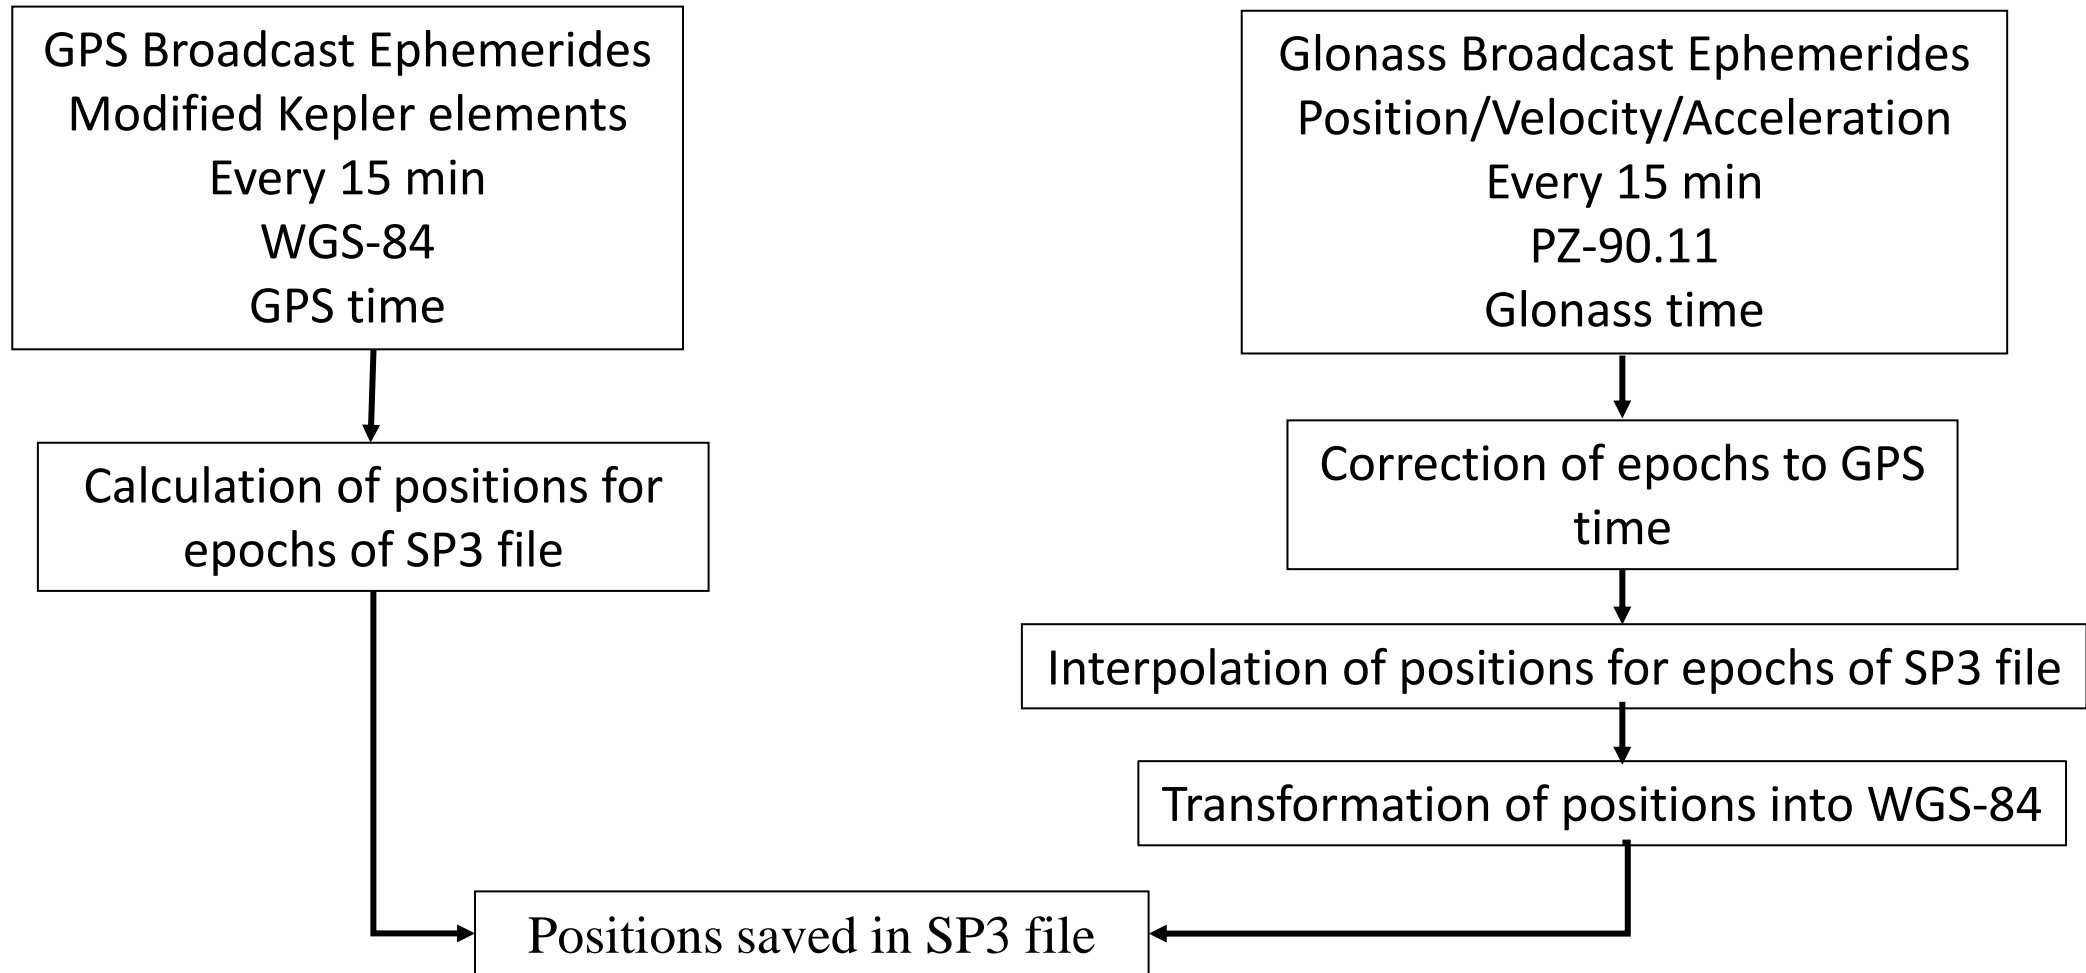 GPS Broadcast Ephemerides
Modified Kepler elements
Every 15 min
WGS-84
GPS time
Calculation of positions for
epochs of SP3 file
Glonass Broadcast Ephemerides
Position/Velocity/Acceleration
Every 15 min
PZ-90.11
Glonass time
Correction of epochs to GPS
time
Interpolation of positions for epochs of SP3 file
Transformation of positions into WGS-84
Positions saved in SP3 file